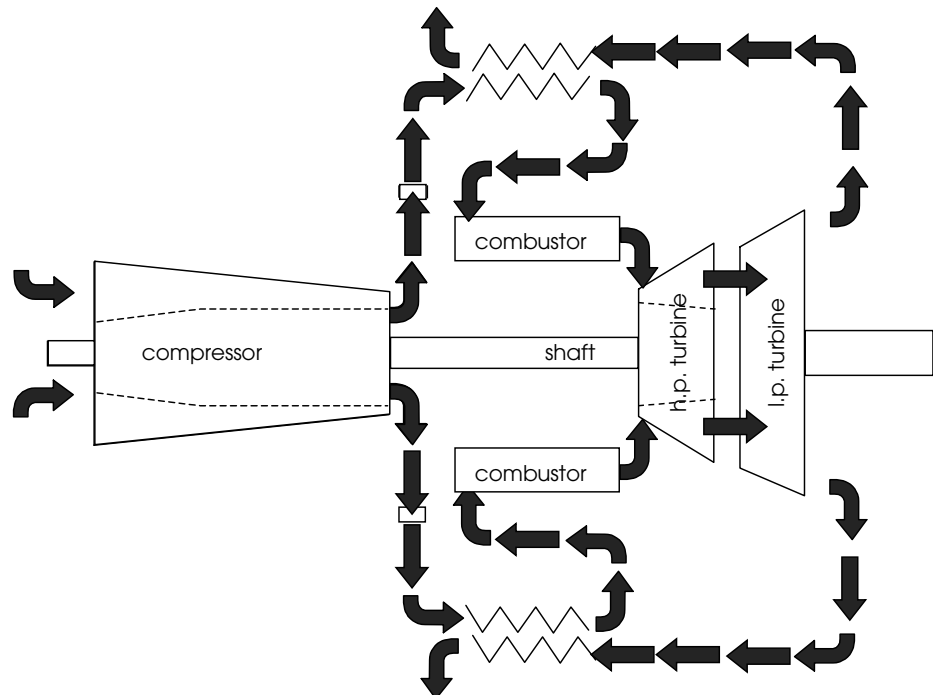 combustor
compressor
shaft
h.p. turbine
l.p. turbine
combustor